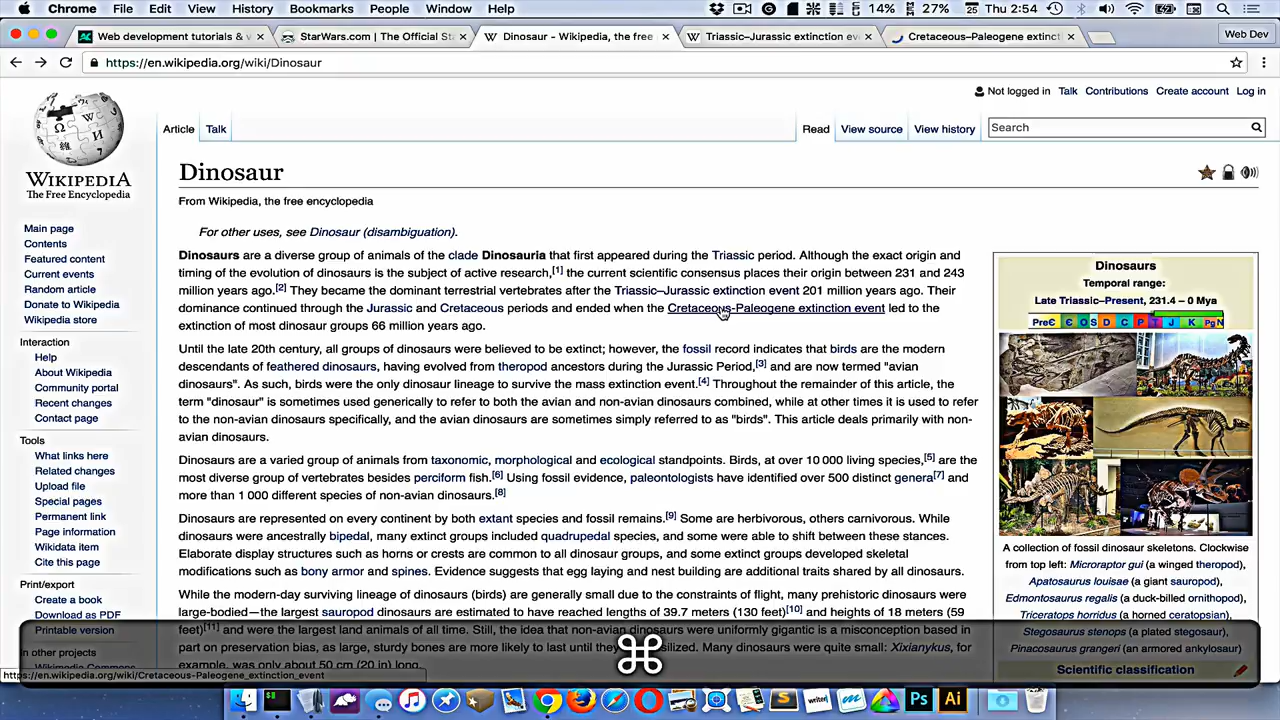 Chrome File Edit View History Bookmarks People Window Help 14% 27% 25 Thu 2:54
Web development tutorials & v StarWars.com | The Official Sta Dinosaur - Wikipedia, the free Triassic–Jurassic extinction ev Cretaceous–Paleogene extinct Web Dev
https://en.wikipedia.org/wiki/Dinosaur
Not logged in Talk Contributions Create account Log in
Article Talk Read View source View history Search
WIKIPEDIA
The Free Encyclopedia
Main page
Contents
Featured content
Current events
Random article
Donate to Wikipedia
Wikipedia store
Interaction
Help
About Wikipedia
Community portal
Recent changes
Contact page
Tools
What links here
Related changes
Upload file
Special pages
Permanent link
Page information
Wikidata item
Cite this page
Print/export
Create a book
Download as PDF
Printable version
In other projects
Wikimedia Commons
Dinosaur
From Wikipedia, the free encyclopedia
For other uses, see Dinosaur (disambiguation).
Dinosaurs are a diverse group of animals of the clade Dinosauria that first appeared during the Triassic period. Although the exact origin and
timing of the evolution of dinosaurs is the subject of active research,[1] the current scientific consensus places their origin between 231 and 243
million years ago.[2] They became the dominant terrestrial vertebrates after the Triassic–Jurassic extinction event 201 million years ago. Their
dominance continued through the Jurassic and Cretaceous periods and ended when the Cretaceous-Paleogene extinction event led to the
extinction of most dinosaur groups 66 million years ago.
Until the late 20th century, all groups of dinosaurs were believed to be extinct; however, the fossil record indicates that birds are the modern
descendants of feathered dinosaurs, having evolved from theropod ancestors during the Jurassic Period,[3] and are now termed "avian
dinosaurs". As such, birds were the only dinosaur lineage to survive the mass extinction event.[4] Throughout the remainder of this article, the
term "dinosaur" is sometimes used generically to refer to both the avian and non-avian dinosaurs combined, while at other times it is used to refer
to the non-avian dinosaurs specifically, and the avian dinosaurs are sometimes simply referred to as "birds". This article deals primarily with non-
avian dinosaurs.
Dinosaurs are a varied group of animals from taxonomic, morphological and ecological standpoints. Birds, at over 10 000 living species,[5] are the
most diverse group of vertebrates besides perciform fish.[6] Using fossil evidence, paleontologists have identified over 500 distinct genera[7] and
more than 1 000 different species of non-avian dinosaurs.[8]
Dinosaurs are represented on every continent by both extant species and fossil remains.[9] Some are herbivorous, others carnivorous. While
dinosaurs were ancestrally bipedal, many extinct groups included quadrupedal species, and some were able to shift between these stances.
Elaborate display structures such as horns or crests are common to all dinosaur groups, and some extinct groups developed skeletal
modifications such as bony armor and spines. Evidence suggests that egg laying and nest building are additional traits shared by all dinosaurs.
While the modern-day surviving lineage of dinosaurs (birds) are generally small due to the constraints of flight, many prehistoric dinosaurs were
large-bodied—the largest sauropod dinosaurs are estimated to have reached lengths of 39.7 meters (130 feet)[10] and heights of 18 meters (59
feet)[11] and were the largest land animals of all time. Still, the idea that non-avian dinosaurs were uniformly gigantic is a misconception based in
part on preservation bias, as large, sturdy bones are more likely to last until they are fossilized. Many dinosaurs were quite small: Xixianykus, for
example, was only about 50 cm (20 in) long.
Dinosaurs
Temporal range:
Late Triassic–Present, 231.4 – 0 Mya
PreЄ Є O S D C P T J K Pg N
A collection of fossil dinosaur skeletons. Clockwise
from top left: Microraptor gui (a winged theropod),
Apatosaurus louisae (a giant sauropod),
Edmontosaurus regalis (a duck-billed ornithopod),
Triceratops horridus (a horned ceratopsian),
Stegosaurus stenops (a plated stegosaur),
Pinacosaurus grangeri (an armored ankylosaur)
Scientific classification
⌘
https://en.wikipedia.org/wiki/Cretaceous-Paleogene_extinction_event
Ps Ai